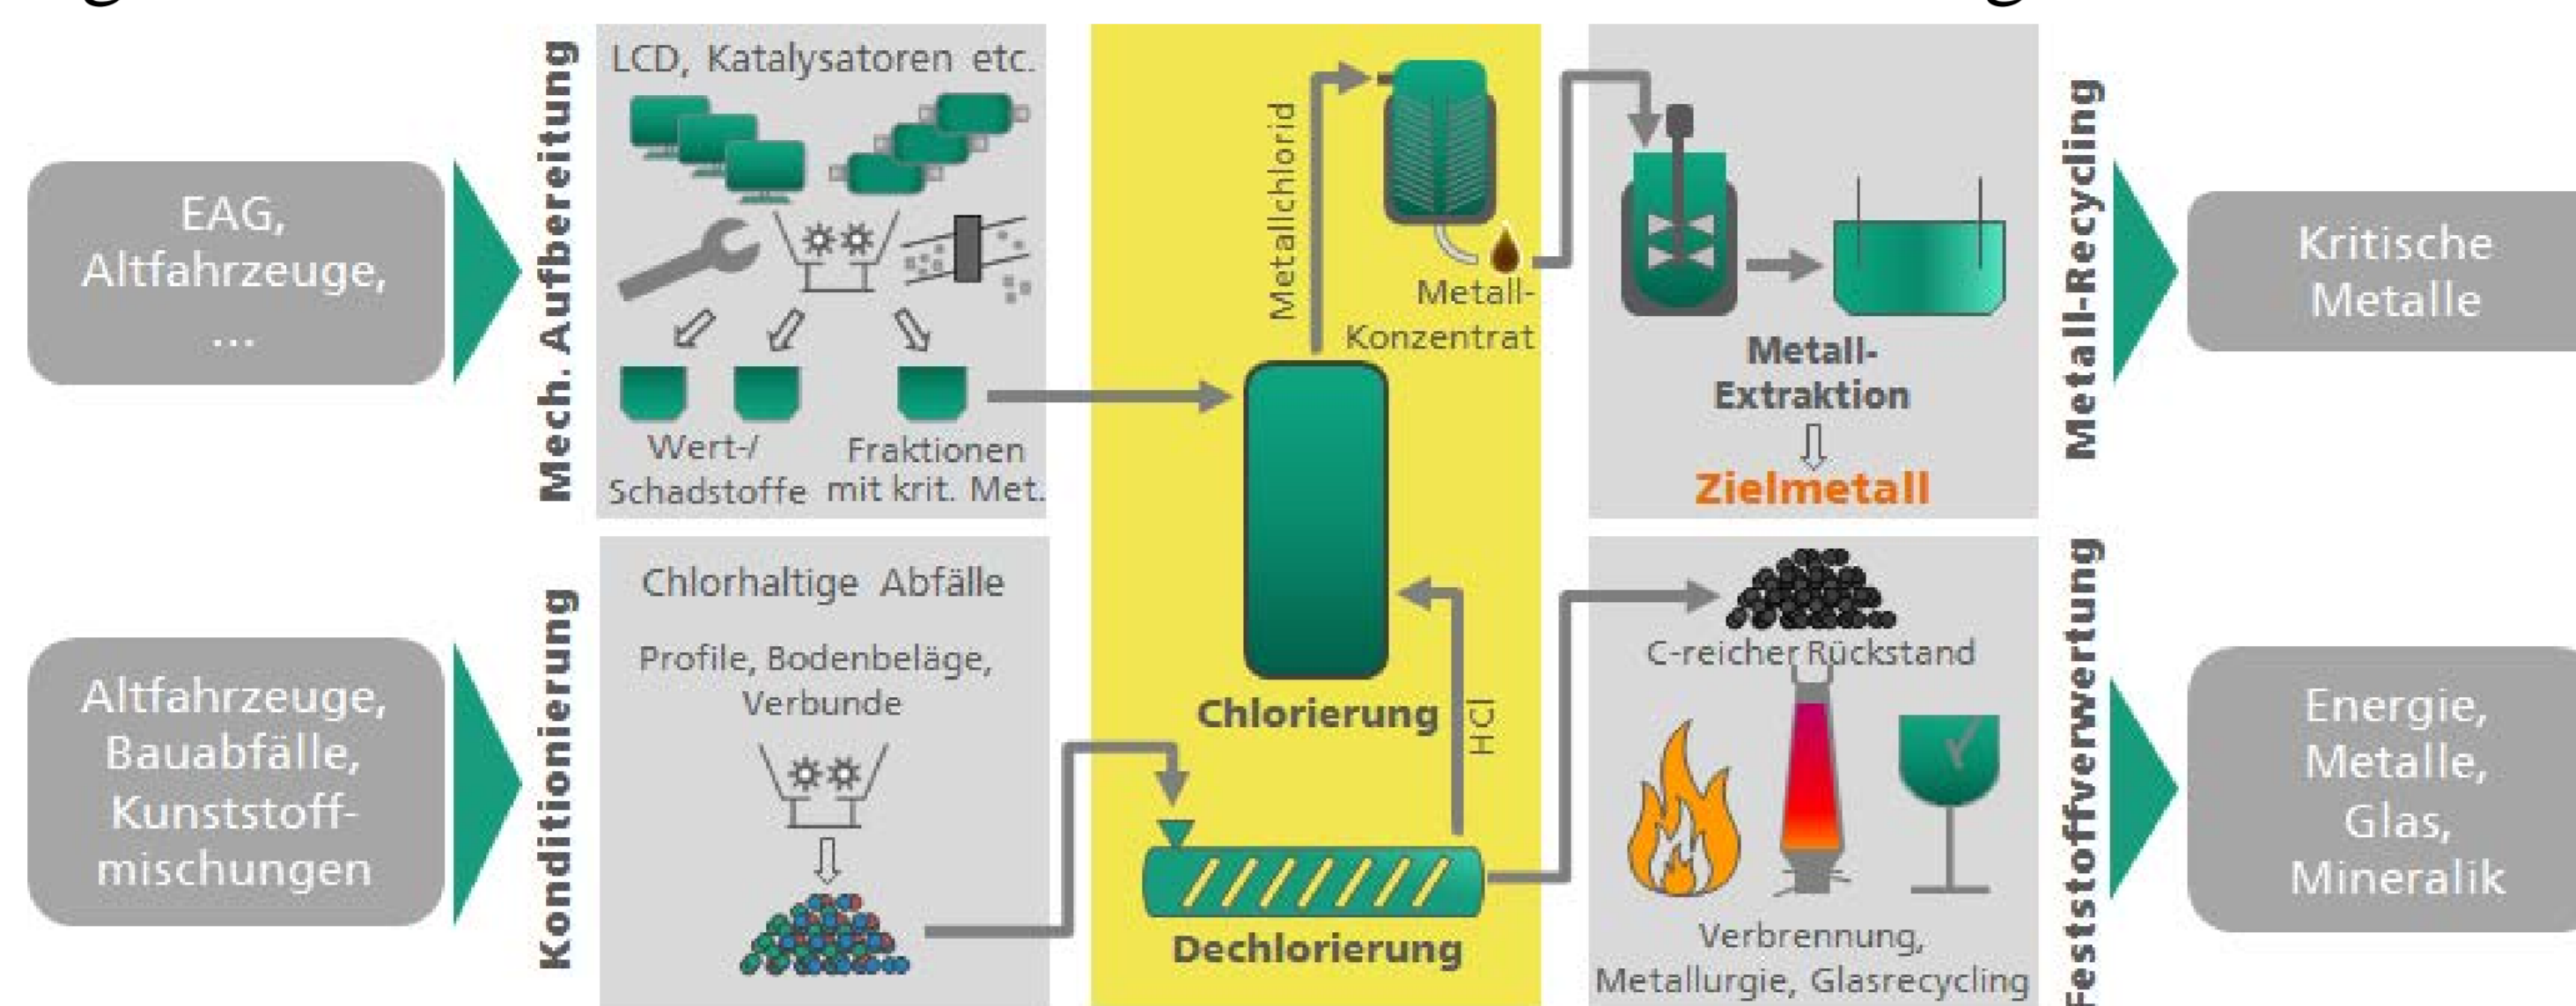 EAG,
Altfahrzeuge,
...
Mech. Aufbereitung
LCD, Katalysatoren etc.
Wert-/
Schadstoffe
Fraktionen
mit krit. Met.
Metallchlorid
Metall-
Konzentrat
Metall-
Extraktion
Zielmetall
Metall-Recycling
Kritische
Metalle
Altfahrzeuge,
Bauabfälle,
Kunststoff-
mischungen
Konditionierung
Chlorhaltige Abfälle
Profile, Bodenbeläge,
Verbunde
Chlorierung
HCl
Dechlorierung
C-reicher Rückstand
Verbrennung,
Metallurgie, Glasrecycling
Feststoffverwertung
Energie,
Metalle,
Glas,
Mineralik